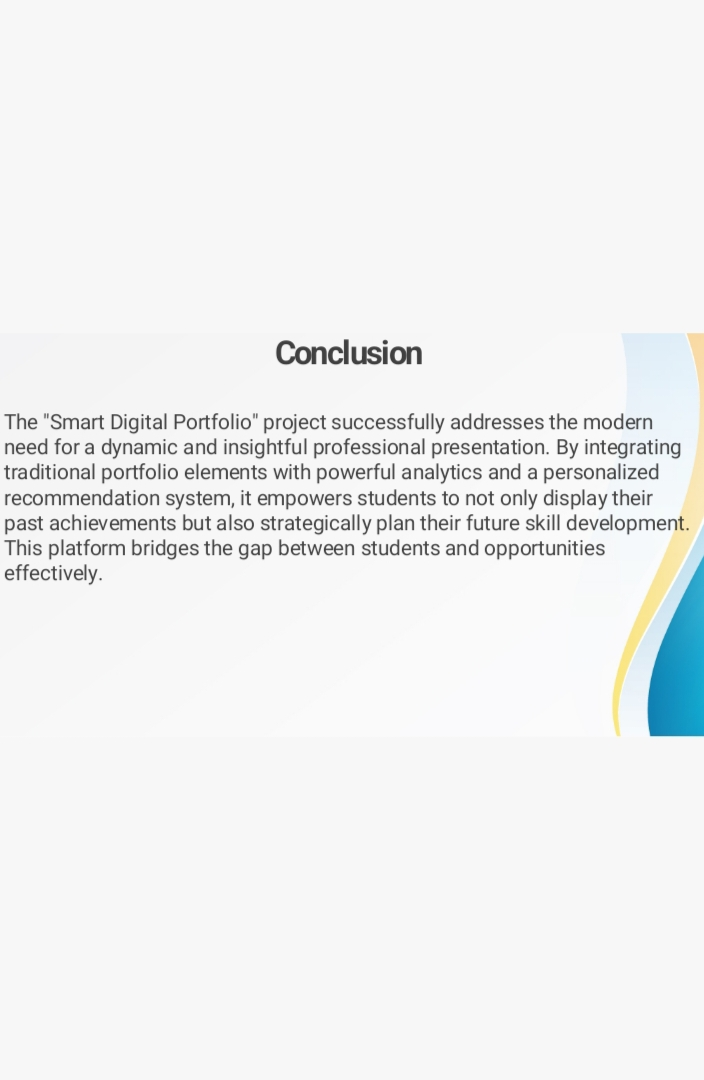 Conclusion
The "Smart Digital Portfolio" project successfully addresses the modern
need for a dynamic and insightful professional presentation. By integrating
traditional portfolio elements with powerful analytics and a personalized
recommendation system, it empowers students to not only display their
past achievements but also strategically plan their future skill development.
This platform bridges the gap between students and opportunities
effectively.